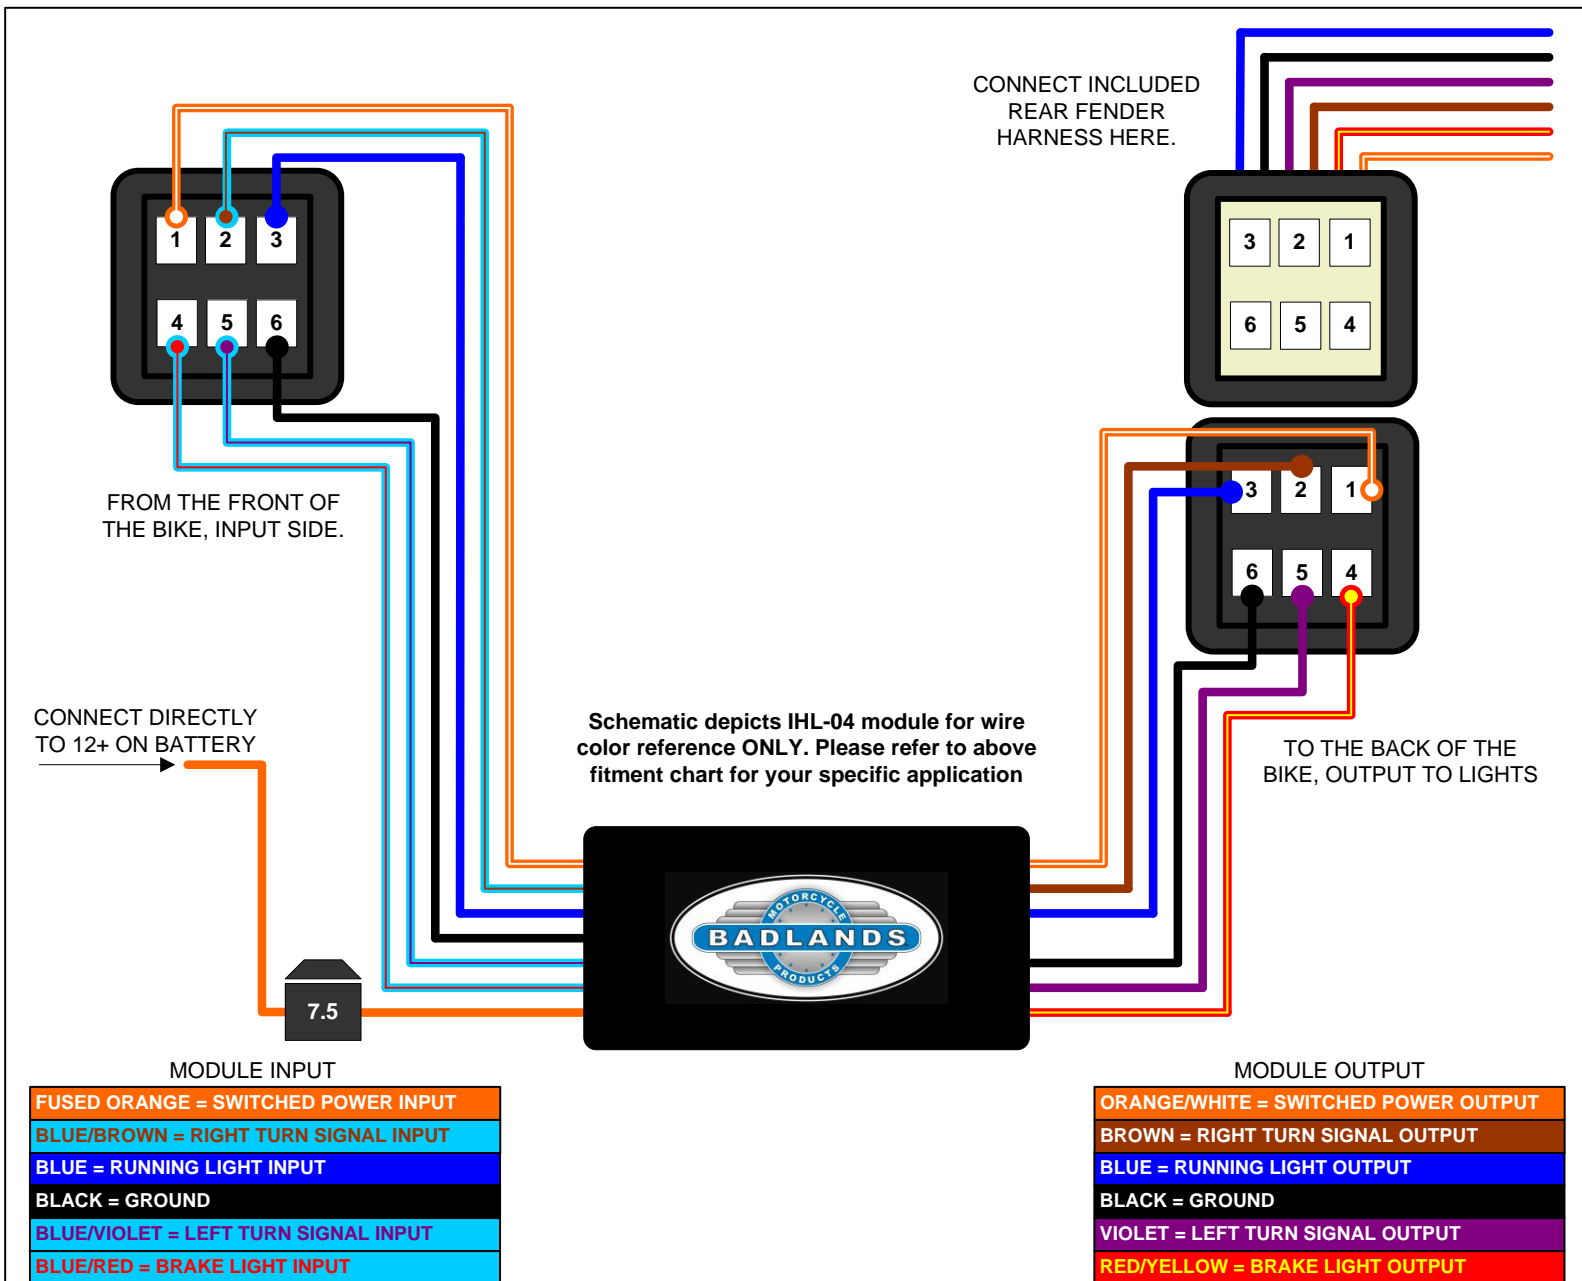 CONNECT INCLUDED
REAR FENDER
HARNESS HERE.
1 2 3
4 5 6
3 2 1
6 5 4
FROM THE FRONT OF
THE BIKE, INPUT SIDE.
3 2 1
6 5 4
CONNECT DIRECTLY
TO 12+ ON BATTERY
Schematic depicts IHL-04 module for wire
color reference ONLY. Please refer to above
fitment chart for your specific application
TO THE BACK OF THE
BIKE, OUTPUT TO LIGHTS
MOTORCYCLE
BADLANDS
PRODUCTS
7.5
MODULE INPUT
FUSED ORANGE = SWITCHED POWER INPUT
BLUE/BROWN = RIGHT TURN SIGNAL INPUT
BLUE = RUNNING LIGHT INPUT
BLACK = GROUND
BLUE/VIOLET = LEFT TURN SIGNAL INPUT
BLUE/RED = BRAKE LIGHT INPUT
MODULE OUTPUT
ORANGE/WHITE = SWITCHED POWER OUTPUT
BROWN = RIGHT TURN SIGNAL OUTPUT
BLUE = RUNNING LIGHT OUTPUT
BLACK = GROUND
VIOLET = LEFT TURN SIGNAL OUTPUT
RED/YELLOW = BRAKE LIGHT OUTPUT